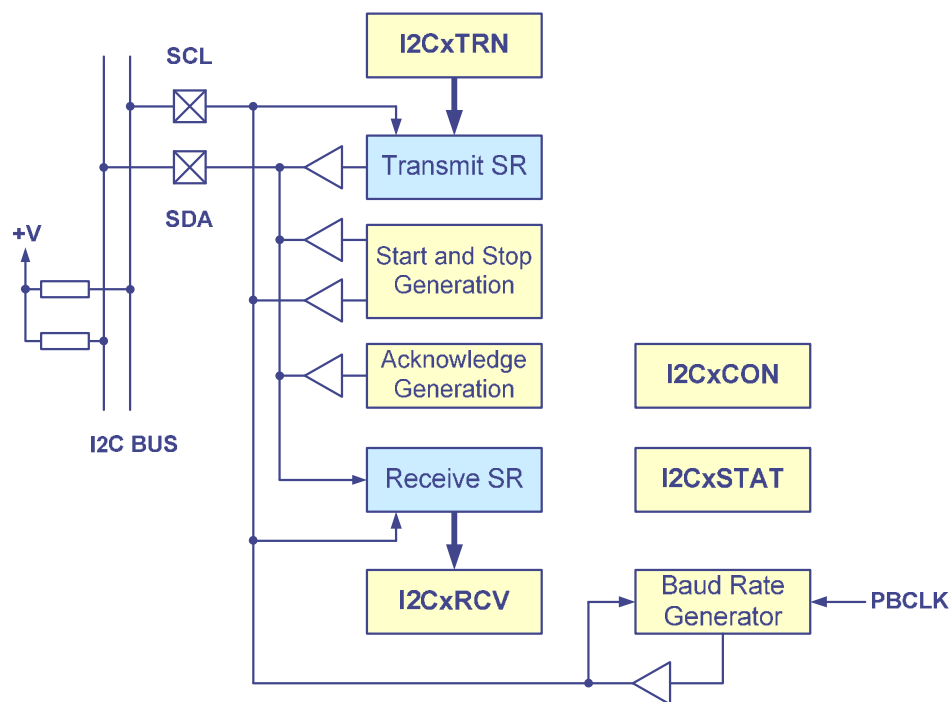 I2CxTRN
SCL
Transmit SR
SDA
+V
Start and Stop
Generation
Acknowledge
Generation
I2CxCON
I2C BUS
Receive SR
I2CxSTAT
I2CxRCV
Baud Rate
Generator
PBCLK